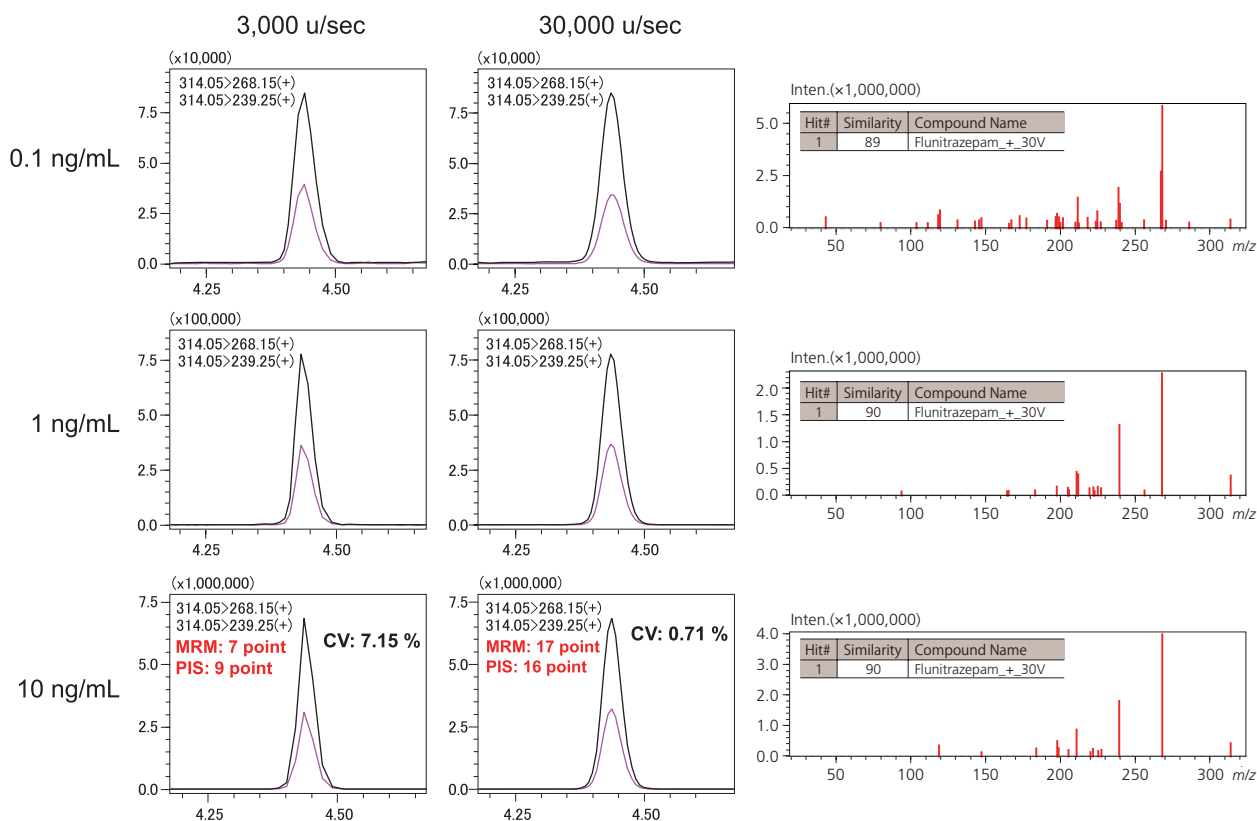 3,000 u/sec
30,000 u/sec
0.1 ng/mL
(x10,000)
314.05>268.15(+)
314.05>239.25(+)
7.5
5.0
2.5
0.0
4.25 4.50
(x10,000)
314.05>268.15(+)
314.05>239.25(+)
7.5
5.0
2.5
0.0
4.25 4.50
Inten.(×1,000,000)
Hit# Similarity Compound Name
1 89 Flunitrazepam_+_30V
5.0
2.5
0.0
50 100 150 200 250 300 m/z
1 ng/mL
(x100,000)
314.05>268.15(+)
314.05>239.25(+)
7.5
5.0
2.5
0.0
4.25 4.50
(x100,000)
314.05>268.15(+)
314.05>239.25(+)
7.5
5.0
2.5
0.0
4.25 4.50
Inten.(×1,000,000)
Hit# Similarity Compound Name
1 90 Flunitrazepam_+_30V
2.0
1.5
1.0
0.5
0.0
50 100 150 200 250 300 m/z
10 ng/mL
(x1,000,000)
7.5
314.05>268.15(+)
314.05>239.25(+)
MRM: 7 point
PIS: 9 point
CV: 7.15 %
5.0
2.5
0.0
4.25 4.50
(x1,000,000)
7.5
314.05>268.15(+)
314.05>239.25(+)
MRM: 17 point
PIS: 16 point
CV: 0.71 %
5.0
2.5
0.0
4.25 4.50
Inten.(×1,000,000)
Hit# Similarity Compound Name
1 90 Flunitrazepam_+_30V
4.0
3.0
2.0
1.0
0.0
50 100 150 200 250 300 m/z